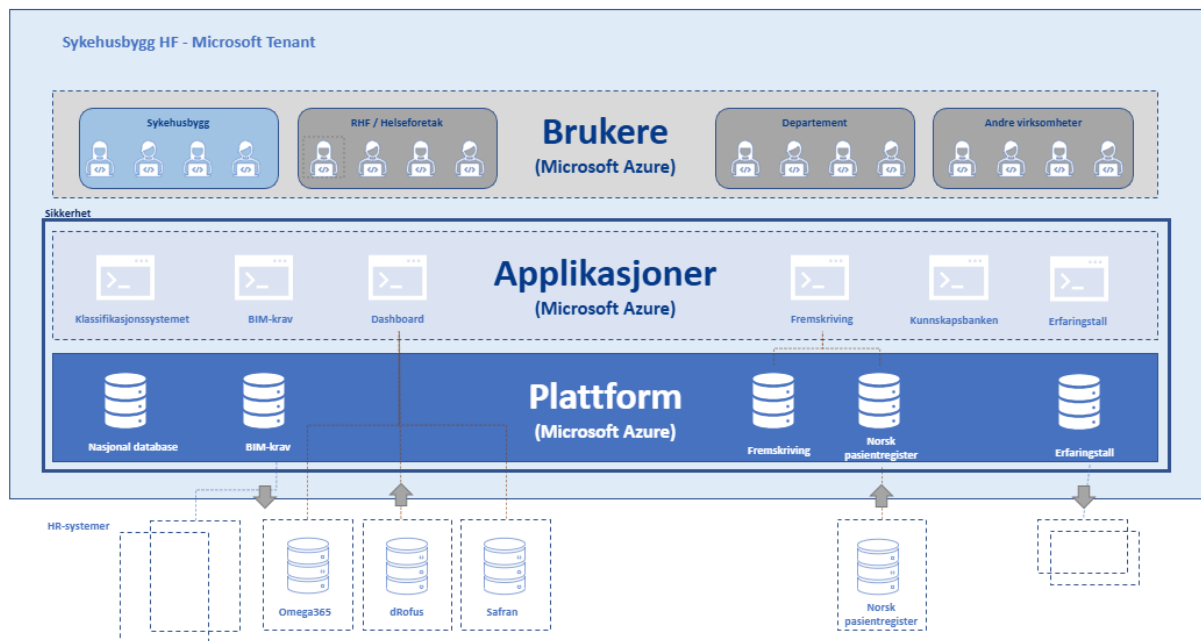 Sykehusbygg HF - Microsoft Tenant
Sykehusbygg
RHF / Helseforetak
Brukere
(Microsoft Azure)
Departement
Andre virksomheter
Sikkerhet
Applikasjoner
(Microsoft Azure)
Klassifikasjonssystemet
BIM-krav
Dashboard
Fremskriving
Kunnskapsbanken
Erfaringstall
Plattform
(Microsoft Azure)
Nasjonal database
BIM-krav
Fremskriving
Norsk
pasientregister
Erfaringstall
HR-systemer
Omega365
dRofus
Safran
Norsk
pasientregister